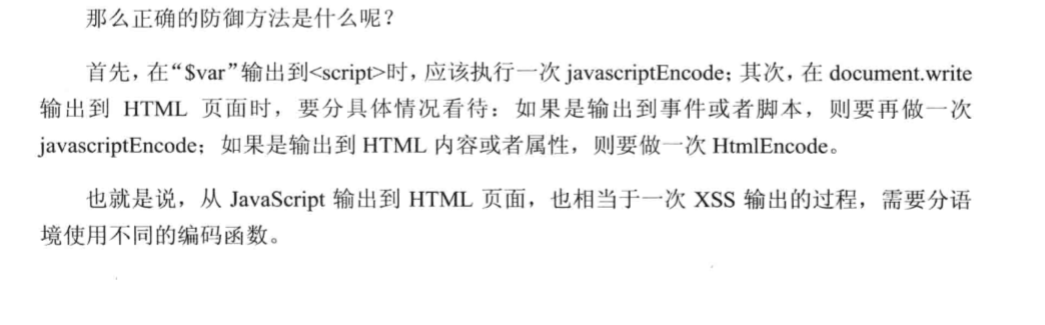 那么正确的防御方法是什么呢？
首先，在“$var”输出到<script>时，应该执行一次 javascriptEncode；其次，在 document.write
输出到 HTML 页面时，要分具体情况看待：如果是输出到事件或者脚本，则要再做一次
javascriptEncode；如果是输出到 HTML 内容或者属性，则要做一次 HtmlEncode。
也就是说，从 JavaScript 输出到 HTML 页面，也相当于一次 XSS 输出的过程，需要分语
境使用不同的编码函数。